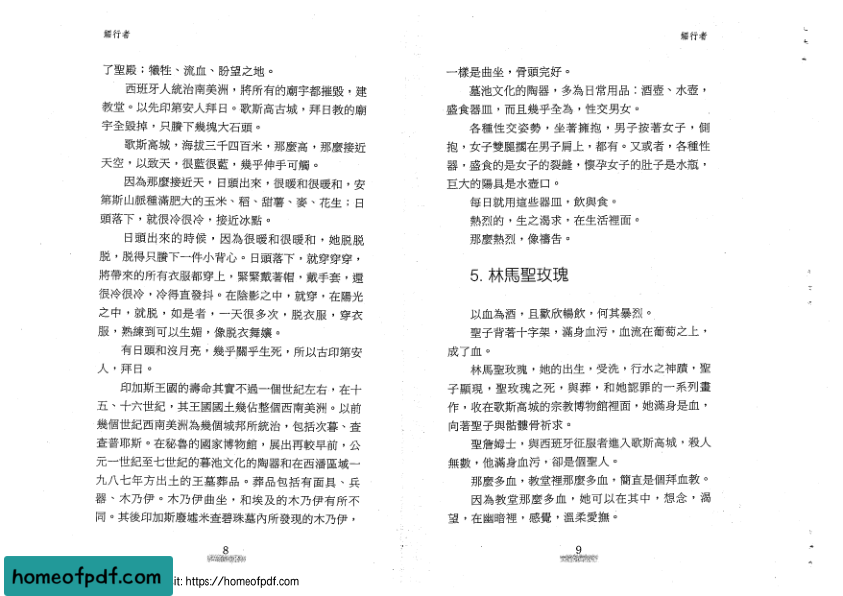 縱行者
了聖殿；犧牲、流血、盼望之地。
西班牙人統治南美洲，將所有的廟宇都摧毀，建
教堂。以先印第安人拜日。歌斯高古城，拜日教的廟
宇全毀掉，只賸下幾塊大石頭。
歌斯高城，海拔三千四百米，那麼高，那麼接近
天空，以致天，很藍很藍，幾乎伸手可觸。
因為那麼接近天，日頭出來，很暖和很暖和，安
第斯山脈種滿肥大的玉米、稻、甜薯、麥、花生；日
頭落下，就很冷很冷，接近冰點。
日頭出來的時候，因為很暖和很暖和，她脱脱
脱，脱得只賸下一件小背心。日頭落下，就穿穿穿，
將帶來的所有衣服都穿上，緊緊戴著帽，戴手套，還
很冷很冷，冷得直發抖。在陰影之中，就穿，在陽光
之中，就脱，如是者，一天很多次，脱衣服，穿衣
服，熟練到可以生媚，像脱衣舞孃。
有日頭和沒月亮，幾乎關乎生死，所以古印第安
人，拜日。
印加斯王國的壽命其實不過一個世紀左右，在十
五、十六世紀，其王國國土幾佔整個西南美洲。以前
幾個世紀西南美洲為幾個城邦所統治，包括次暮、查
查普耶斯。在秘魯的國家博物館，展出再較早前，公
元一世紀至七世紀的暮池文化的陶器和在西潘區域一
九八七年方出土的王墓葬品。葬品包括有面具、兵
器、木乃伊。木乃伊曲坐，和埃及的木乃伊有所不
同。其後印加斯廢墟米查碧珠墓內所發現的木乃伊，
8
縱行者
一樣是曲坐，骨頭完好。
墓池文化的陶器，多為日常用品：酒壺、水壺，
盛食器皿，而且幾乎全為，性交男女。
各種性交姿勢，坐著擁抱，男子按著女子，側
抱，女子雙腿擱在男子肩上，都有。又或者，各種性
器，盛食的是女子的裂縫，懷孕女子的肚子是水瓶，
巨大的陽具是水壺口。
每日就用這些器皿，飲與食。
熱烈的，生之渴求，在生活裡面。
那麼熱烈，像禱告。
5. 林馬聖玫瑰
以血為酒，且歡欣暢飲，何其暴烈。
聖子背著十字架，滿身血污，血流在葡萄之上，
成了血。
林馬聖玫瑰，她的出生，受洗，行水之神蹟，聖
子顯現，聖玫瑰之死，與葬，和她認罪的一系列畫
作，收在歌斯高城的宗教博物館裡面，她滿身是血，
向著聖子與骷髏骨祈求。
聖詹姆士，與西班牙征服者進入歌斯高城，殺人
無數，他滿身血污，卻是個聖人。
那麼多血，教堂裡那麼多血，簡直是個拜血教。
因為教堂那麼多血，她可以在其中，想念，渴
望，在幽暗裡，感覺，溫柔愛撫。
9
homeofpdf.com
it: https://homeofpdf.com